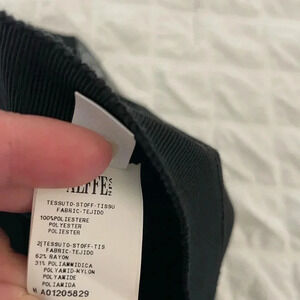 TESSUTO-STOFF-TISSU
FABRIC-TEJIDO
100%POLIESTERE
POLYESTER
POLIESTER
2)TESSUTO-STOFF-TIS
FABRIC-TEJIDO
62% RAYON
31% POLIAMMIDICA
POLYAMID-NYLON
POLYAMIDE
POLIAMIDA
A01205829